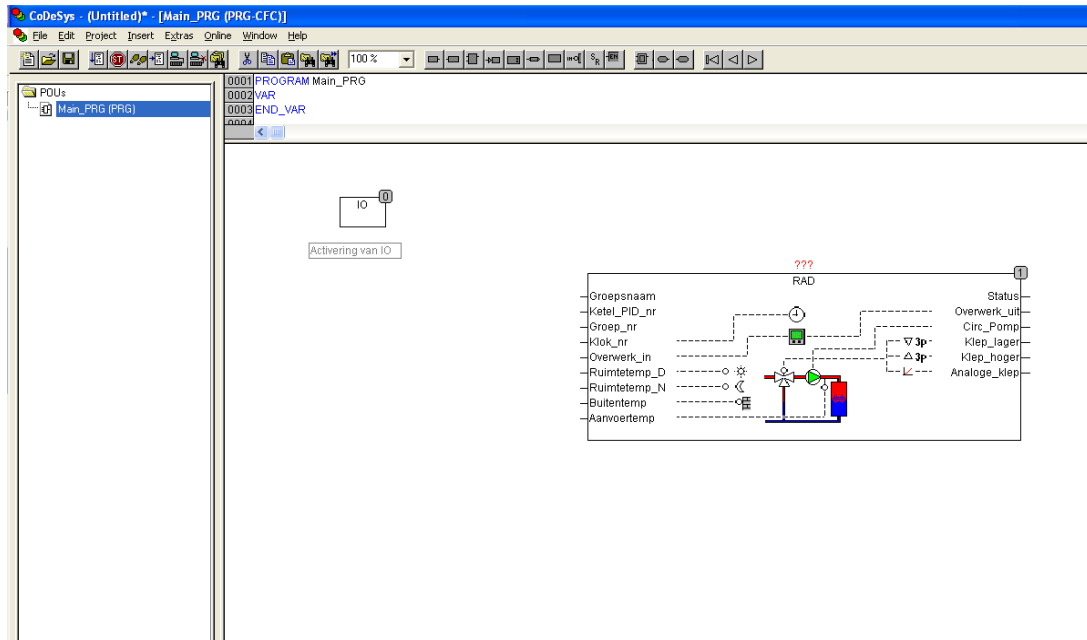 CoDeSys - (Untitled)* - [Main_PRG (PRG-CFC)]
File Edit Project Insert Extras Online Window Help
100 %
POUs
Main_PRG (PRG)
0001 PROGRAM Main_PRG
0002 VAR
0003 END_VAR
0004
0
IO
Activering van IO
???
1
RAD
Groepsnaam Status
Ketel_PID_nr Overwerk_uit
Groep_nr Circ_Pomp
Klok_nr 3p Klep_lager
Overwerk_in 3p Klep_hoger
Ruimtetemp_D Analoge_klep
Ruimtetemp_N
Buitentemp
Aanvoertemp